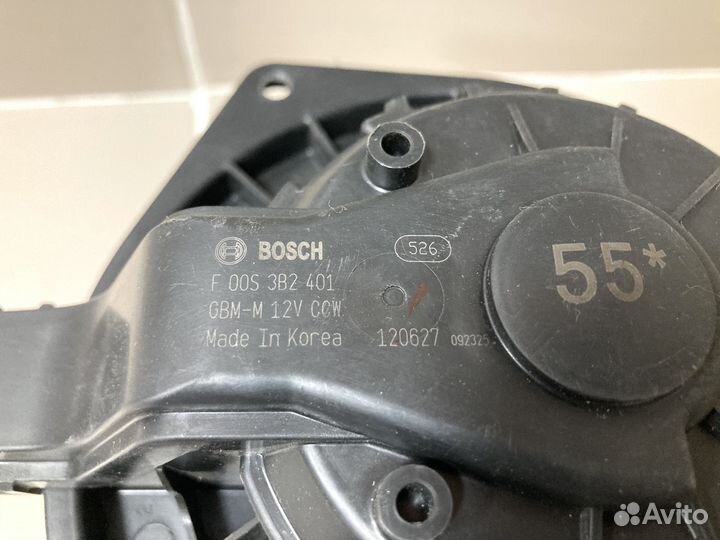 BOSCH 526
F 00S 3B2 401
GBM-M 12V CCW
Made In Korea 120627 092325
55*
Avito